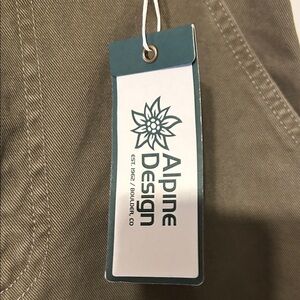 Alpine
Design
EST. 1962 / BOULDER, CO